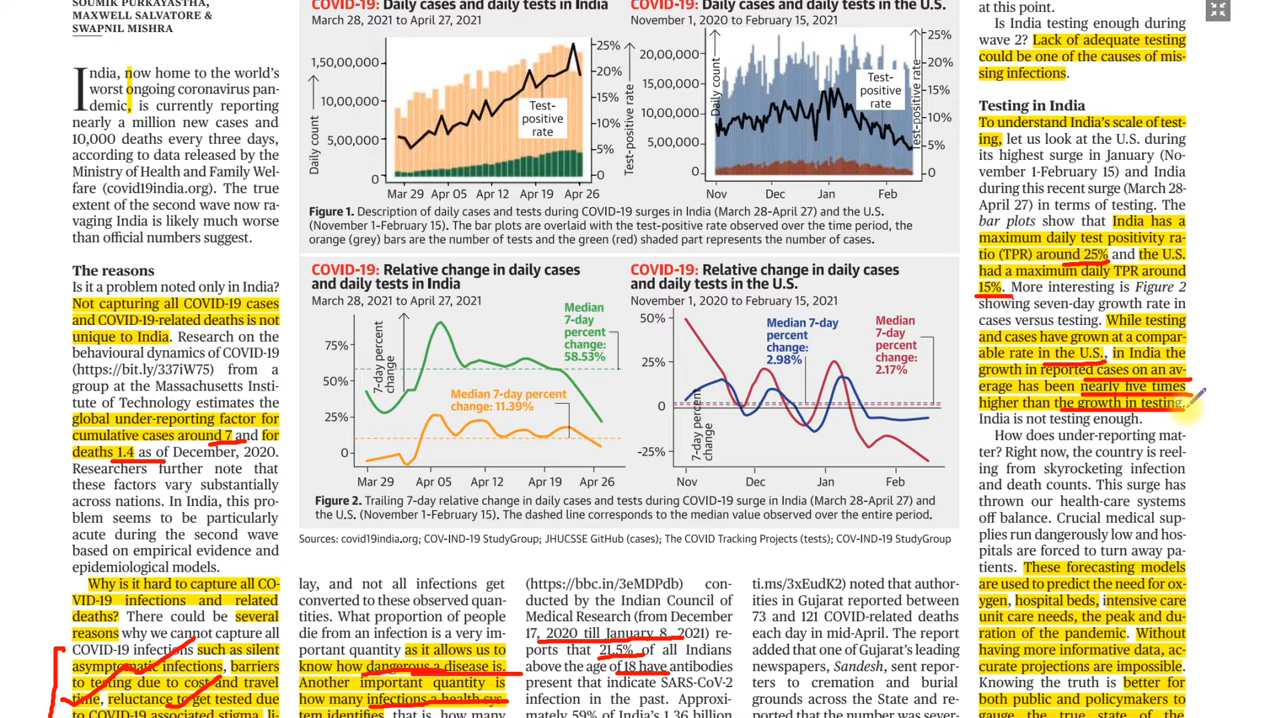 SOUMIK PURKAYASTHA,
MAXWELL SALVATORE &
SWAPNIL MISHRA
India, now home to the world's
worst ongoing coronavirus pan-
demic, is currently reporting
nearly a million new cases and
10,000 deaths every three days,
according to data released by the
Ministry of Health and Family Wel-
fare (covid19india.org). The true
extent of the second wave now ra-
vaging India is likely much worse
than official numbers suggest.
The reasons
Is it a problem noted only in India?
Not capturing all COVID-19 cases
and COVID-19-related deaths is not
unique to India. Research on the
behavioural dynamics of COVID-19
(https://bit.ly/337iW75) from a
group at the Massachusetts Insti-
tute of Technology estimates the
global under-reporting factor for
cumulative cases around 7 and for
deaths 1.4 as of December, 2020.
Researchers further note that
these factors vary substantially
across nations. In India, this pro-
blem seems to be particularly
acute during the second wave
based on empirical evidence and
epidemiological models.
Why is it hard to capture all CO-
VID-19 infections and related
deaths? There could be several
reasons why we cannot capture all
COVID-19 infections such as silent
asymptomatic infections, barriers
to testing due to cost and travel
time, reluctance to get tested due
to COVID-19 associated stigma, li-
COVID-19: Daily cases and daily tests in India
March 28, 2021 to April 27, 2021
Daily count
1,50,00,000
10,00,000
5,00,000
0
25%
20%
15%
10%
5%
0
Test-positive rate
Test-
positive
rate
Mar 29
Apr 05
Apr 12
Apr 19
Apr 26
COVID-19: Daily cases and daily tests in the U.S.
November 1, 2020 to February 15, 2021
20,00,000
15,00,000
10,00,000
5,00,000
0
Daily count
25%
20%
15%
10%
5%
0
Test-positive rate
Test-
positive
rate
Nov
Dec
Jan
Feb
Figure 1. Description of daily cases and tests during COVID-19 surges in India (March 28-April 27) and the U.S.
(November 1-February 15). The bar plots are overlaid with the test-positive rate observed over the time period, the
orange (grey) bars are the number of tests and the green (red) shaded part represents the number of cases.
COVID-19: Relative change in daily cases
and daily tests in India
March 28, 2021 to April 27, 2021
75%
50%
25%
0
7-day percent
change
Median
7-day
percent
change:
58.53%
Median 7-day percent
change: 11.39%
Mar 29
Apr 05
Apr 12
Apr 19
Apr 26
COVID-19: Relative change in daily cases
and daily tests in the U.S.
November 1, 2020 to February 15, 2021
50%
25%
0
-25%
7-day percent
change
Median 7-day
percent
change:
2.98%
Median
7-day
percent
change:
2.17%
Nov
Dec
Jan
Feb
Figure 2. Trailing 7-day relative change in daily cases and tests during COVID-19 surge in India (March 28-April 27) and
the U.S. (November 1-February 15). The dashed line corresponds to the median value observed over the entire period.
Sources: covid19india.org; COV-IND-19 StudyGroup; JHUCSSE GitHub (cases); The COVID Tracking Projects (tests); COV-IND-19 StudyGroup
lay, and not all infections get
converted to these observed quan-
tities. What proportion of people
die from an infection is a very im-
portant quantity as it allows us to
know how dangerous a disease is.
Another important quantity is
how many infections a health sys-
tem identifies, that is, how many
(https://bbc.in/3eMDPdb) con-
ducted by the Indian Council of
Medical Research (from December
17, 2020 till January 8, 2021) re-
ports that 21.5% of all Indians
above the age of 18 have antibodies
present that indicate SARS-CoV-2
infection in the past. Approxi-
mately 59% of India's 1.36 billion
ti.ms/3xEudK2) noted that author-
ities in Gujarat reported between
73 and 121 COVID-related deaths
each day in mid-April. The report
added that one of Gujarat's leading
newspapers, Sandesh, sent repor-
ters to cremation and burial
grounds across the State and re-
ported that the number was sever-
at this point.
Is India testing enough during
wave 2? Lack of adequate testing
could be one of the causes of mis-
sing infections.
Testing in India
To understand India's scale of test-
ing, let us look at the U.S. during
its highest surge in January (No-
vember 1-February 15) and India
during this recent surge (March 28-
April 27) in terms of testing. The
bar plots show that India has a
maximum daily test positivity ra-
tio (TPR) around 25% and the U.S.
had a maximum daily TPR around
15%. More interesting is Figure 2
showing seven-day growth rate in
cases versus testing. While testing
and cases have grown at a compar-
able rate in the U.S., in India the
growth in reported cases on an av-
erage has been nearly five times
higher than the growth in testing.
India is not testing enough.
How does under-reporting mat-
ter? Right now, the country is reel-
ing from skyrocketing infection
and death counts. This surge has
thrown our health-care systems
off balance. Crucial medical sup-
plies run dangerously low and hos-
pitals are forced to turn away pa-
tients. These forecasting models
are used to predict the need for ox-
ygen, hospital beds, intensive care
unit care needs, the peak and du-
ration of the pandemic. Without
having more informative data, ac-
curate projections are impossible.
Knowing the truth is better for
both public and policymakers to
gauge the true state of the